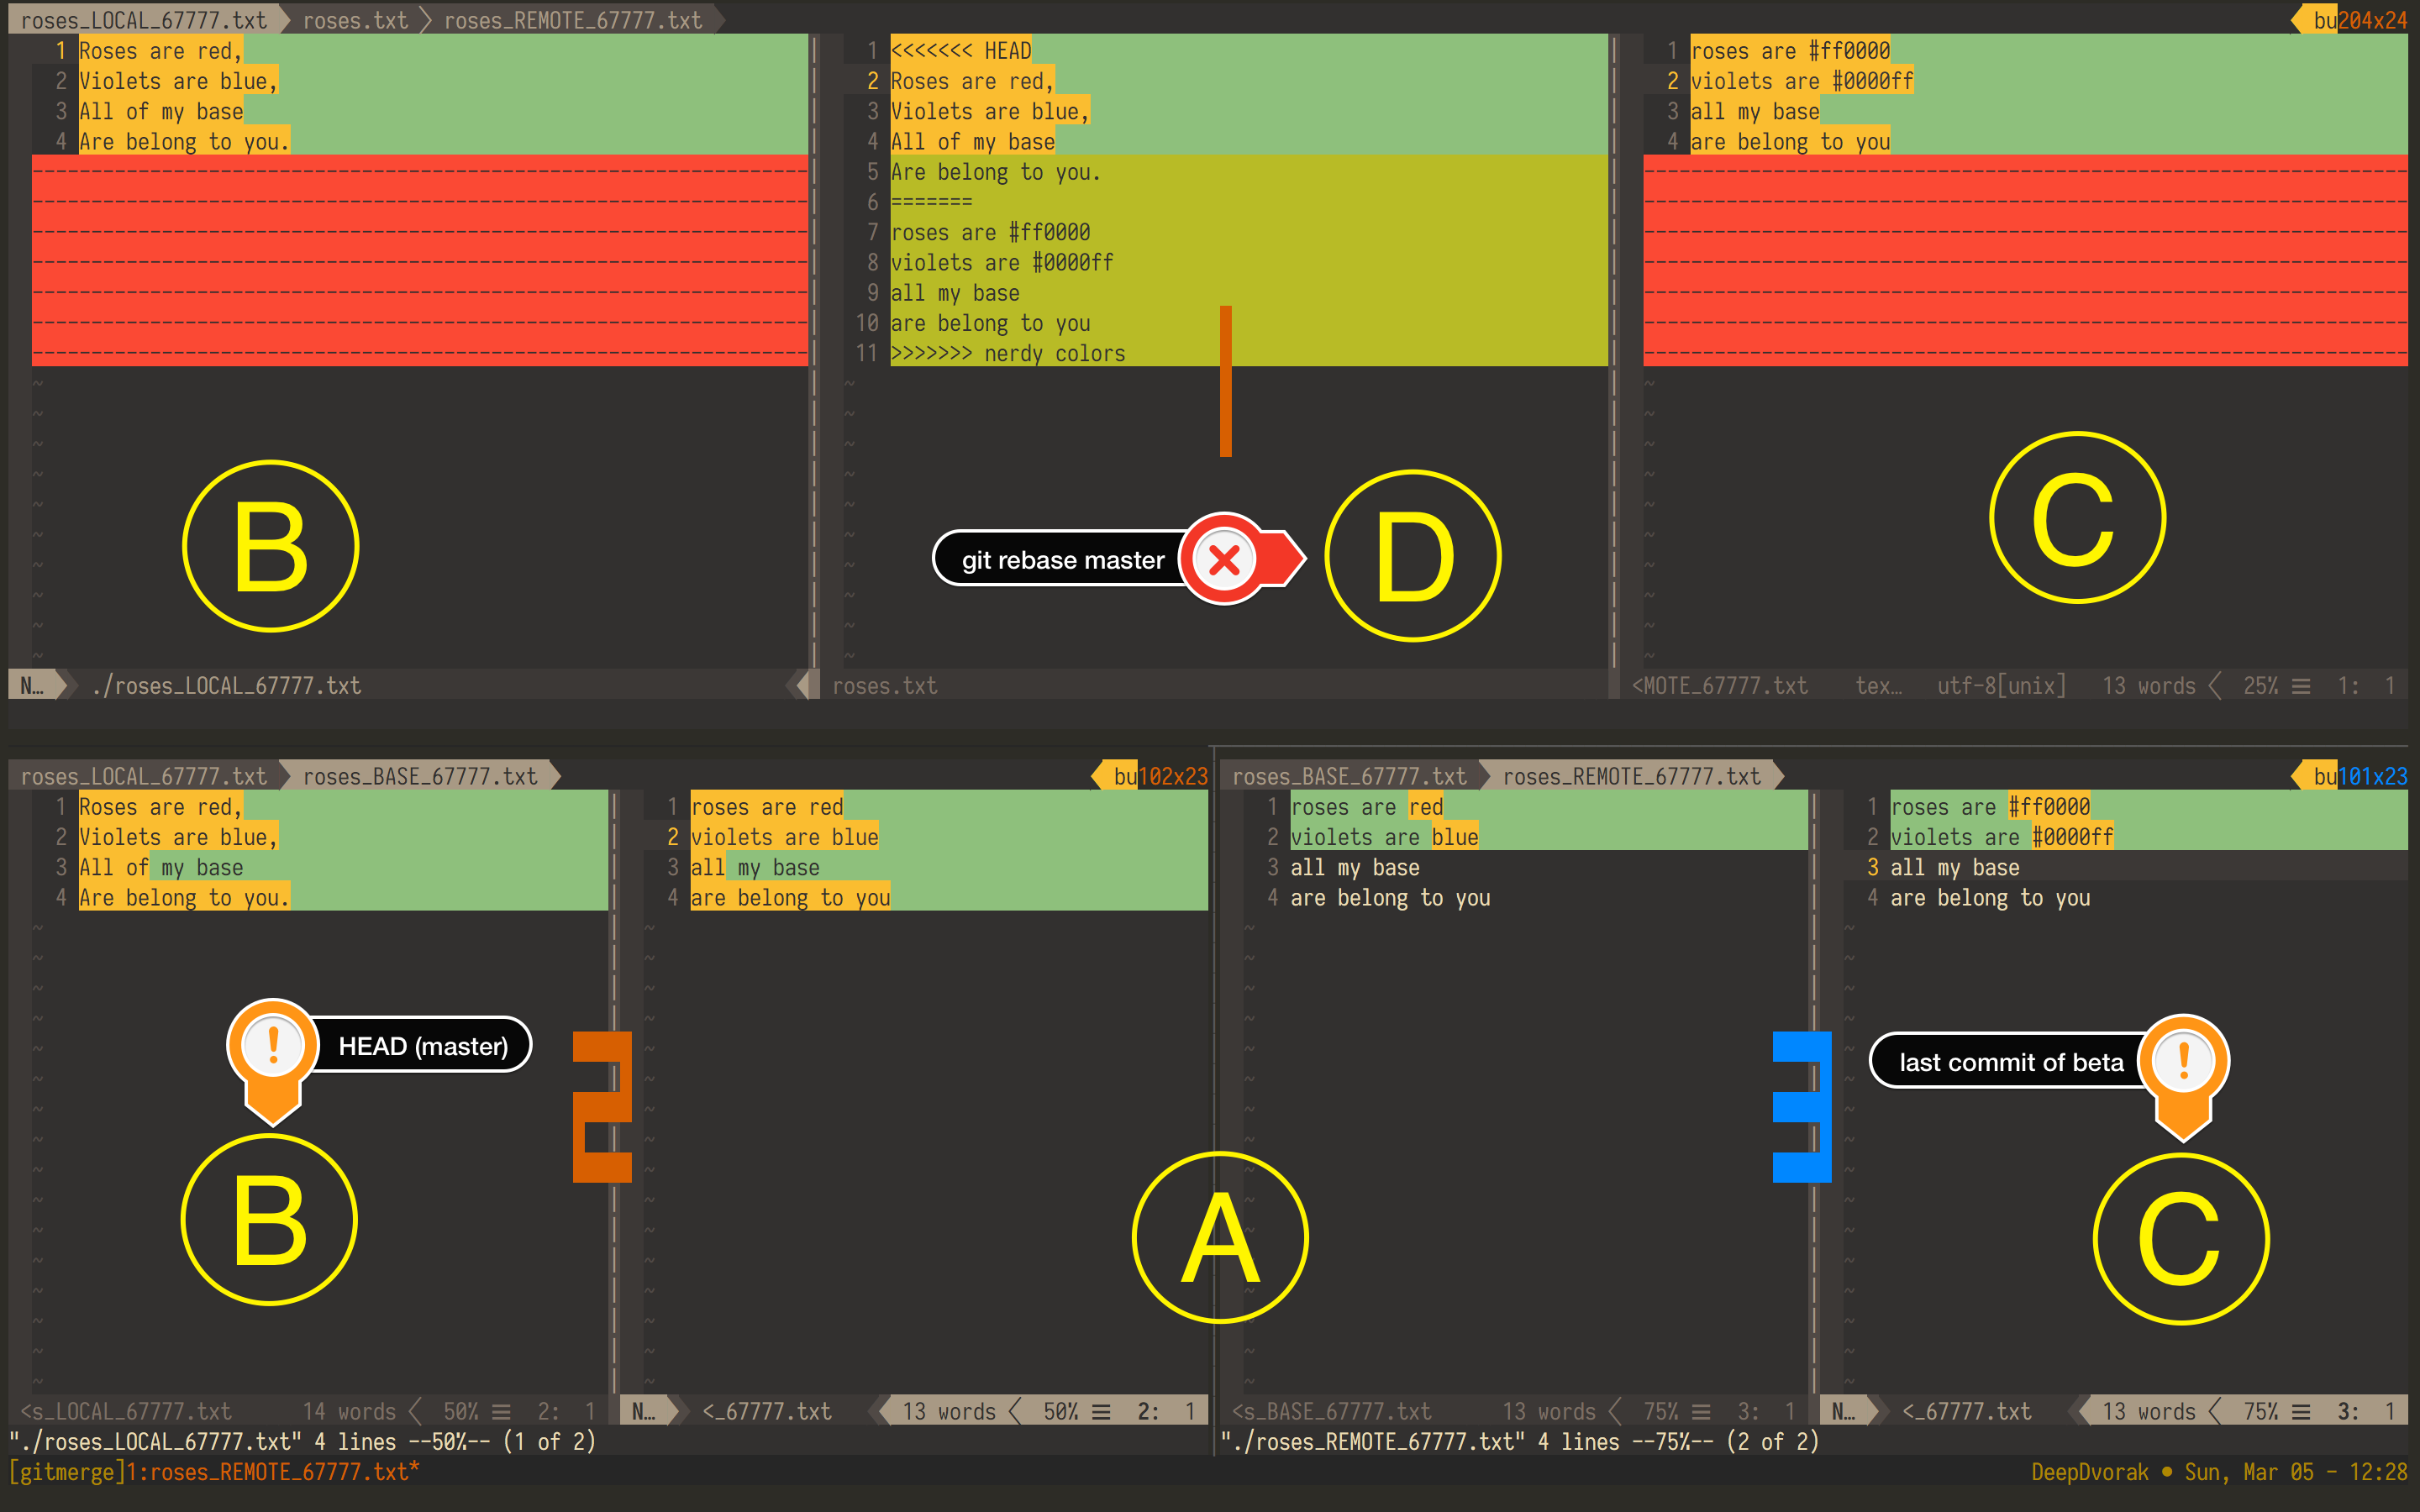 roses_LOCAL_67777.txt roses.txt roses_REMOTE_67777.txt bu204x24
1 Roses are red,
2 Violets are blue,
3 All of my base
4 Are belong to you.
1 <<<<<<< HEAD
2 Roses are red,
3 Violets are blue,
4 All of my base
5 Are belong to you.
6 =======
7 roses are #ff0000
8 violets are #0000ff
9 all my base
10 are belong to you
11 >>>>>>> nerdy colors
1 roses are #ff0000
2 violets are #0000ff
3 all my base
4 are belong to you
B
git rebase master
D
C
N… ./roses_LOCAL_67777.txt
roses.txt
<MOTE_67777.txt tex… utf-8[unix] 13 words 25% ☰ 1: 1
roses_LOCAL_67777.txt roses_BASE_67777.txt bu102x23
1 Roses are red,
2 Violets are blue,
3 All of my base
4 Are belong to you.
1 roses are red
2 violets are blue
3 all my base
4 are belong to you
roses_BASE_67777.txt roses_REMOTE_67777.txt bu101x23
1 roses are red
2 violets are blue
3 all my base
4 are belong to you
1 roses are #ff0000
2 violets are #0000ff
3 all my base
4 are belong to you
HEAD (master)
B
2
A
3
last commit of beta
C
<s_LOCAL_67777.txt 14 words 50% ☰ 2: 1
N… <_67777.txt 13 words 50% ☰ 2: 1
<s_BASE_67777.txt 13 words 75% ☰ 3: 1
N… <_67777.txt 13 words 75% ☰ 3: 1
"./roses_LOCAL_67777.txt" 4 lines --50%-- (1 of 2)
"./roses_REMOTE_67777.txt" 4 lines --75%-- (2 of 2)
[gitmerge]1:roses_REMOTE_67777.txt*
DeepDvorak • Sun, Mar 05 - 12:28